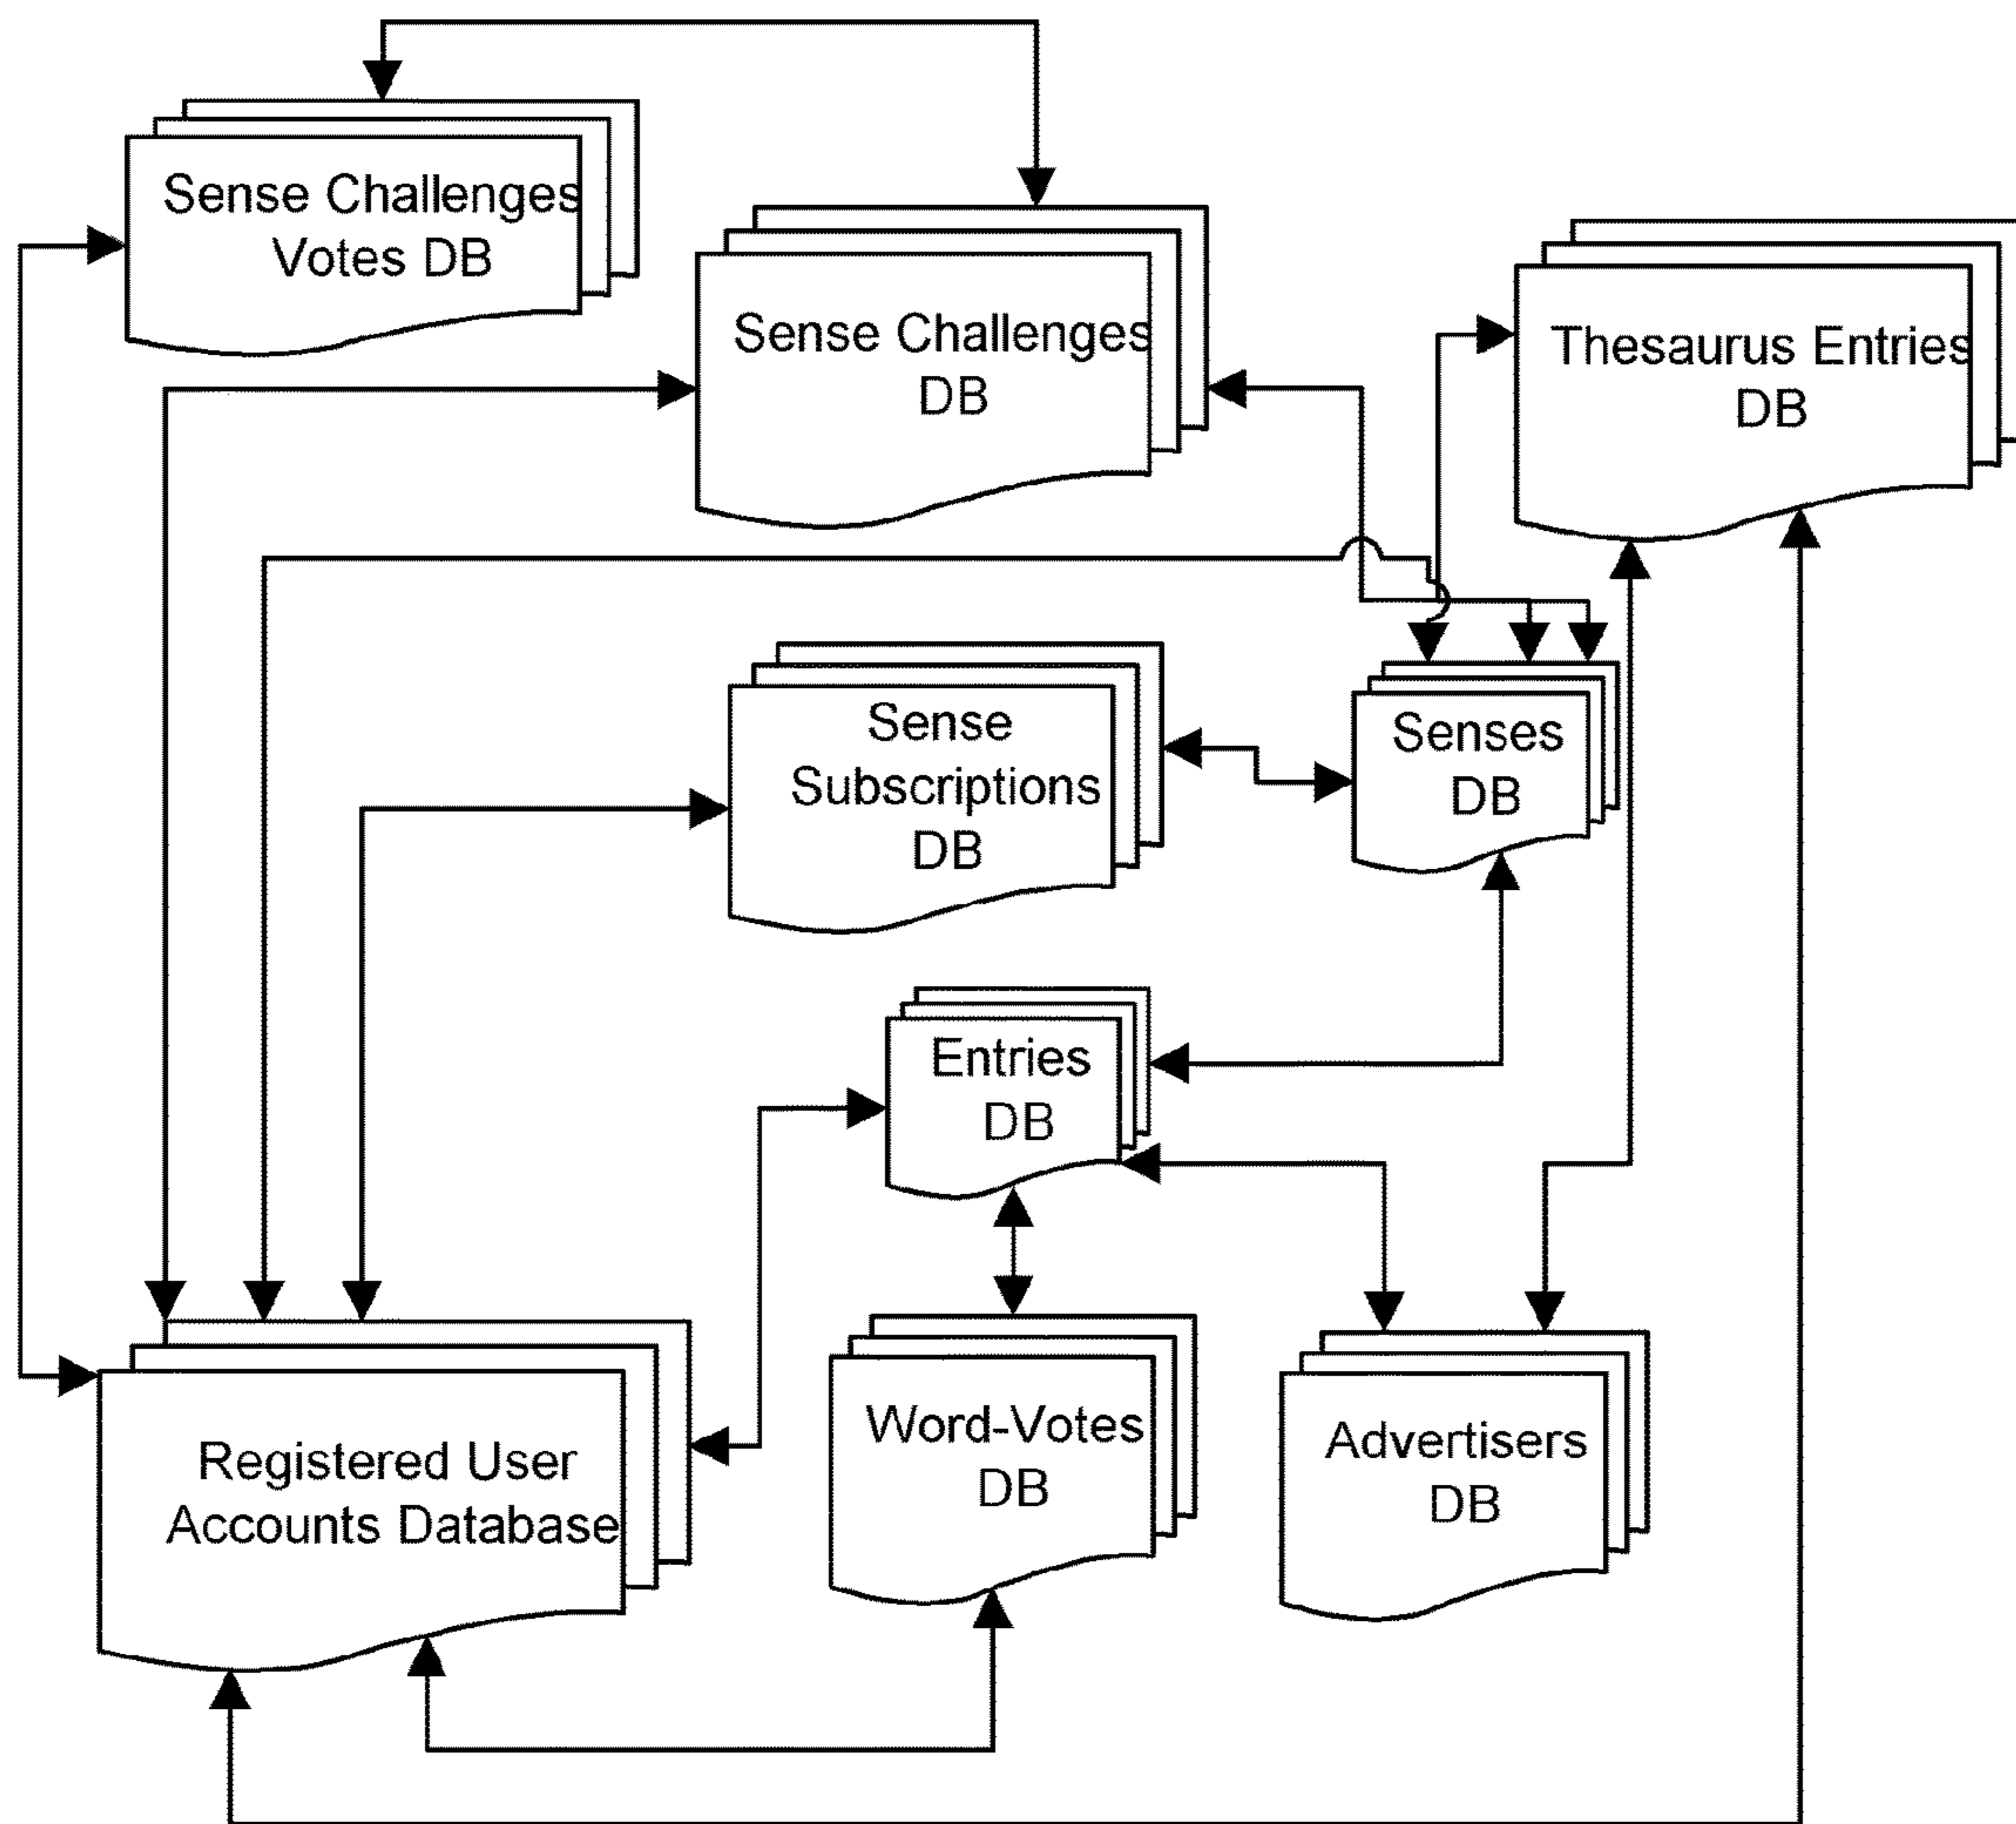 Sense Challenges
Votes DB
Sense Challenges
DB
Thesaurus Entries
DB
Sense
Subscriptions
DB
Senses
DB
Entries
DB
Registered User
Accounts Database
Word-Votes
DB
Advertisers
DB